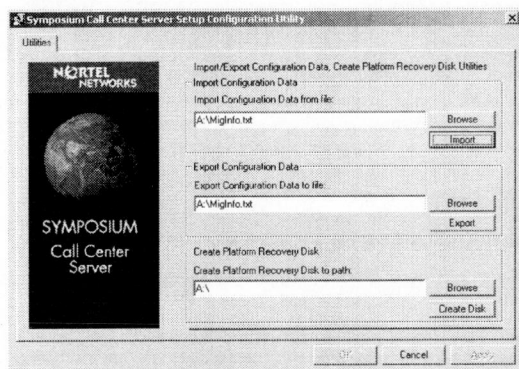 Symposium Call Center Server Setup Configuration Utility
Utilities
NORTEL
NETWORKS
SYMPOSIUM
Call Center
Server
Import/Export Configuration Data, Create Platform Recovery Disk Utilities
Import Configuration Data
Import Configuration Data from file:
A:\MigInfo.txt
Browse
Import
Export Configuration Data
Export Configuration Data to file:
A:\MigInfo.txt
Browse
Export
Create Platform Recovery Disk
Create Platform Recovery Disk to path:
A:\
Browse
Create Disk
OK
Cancel
Apply